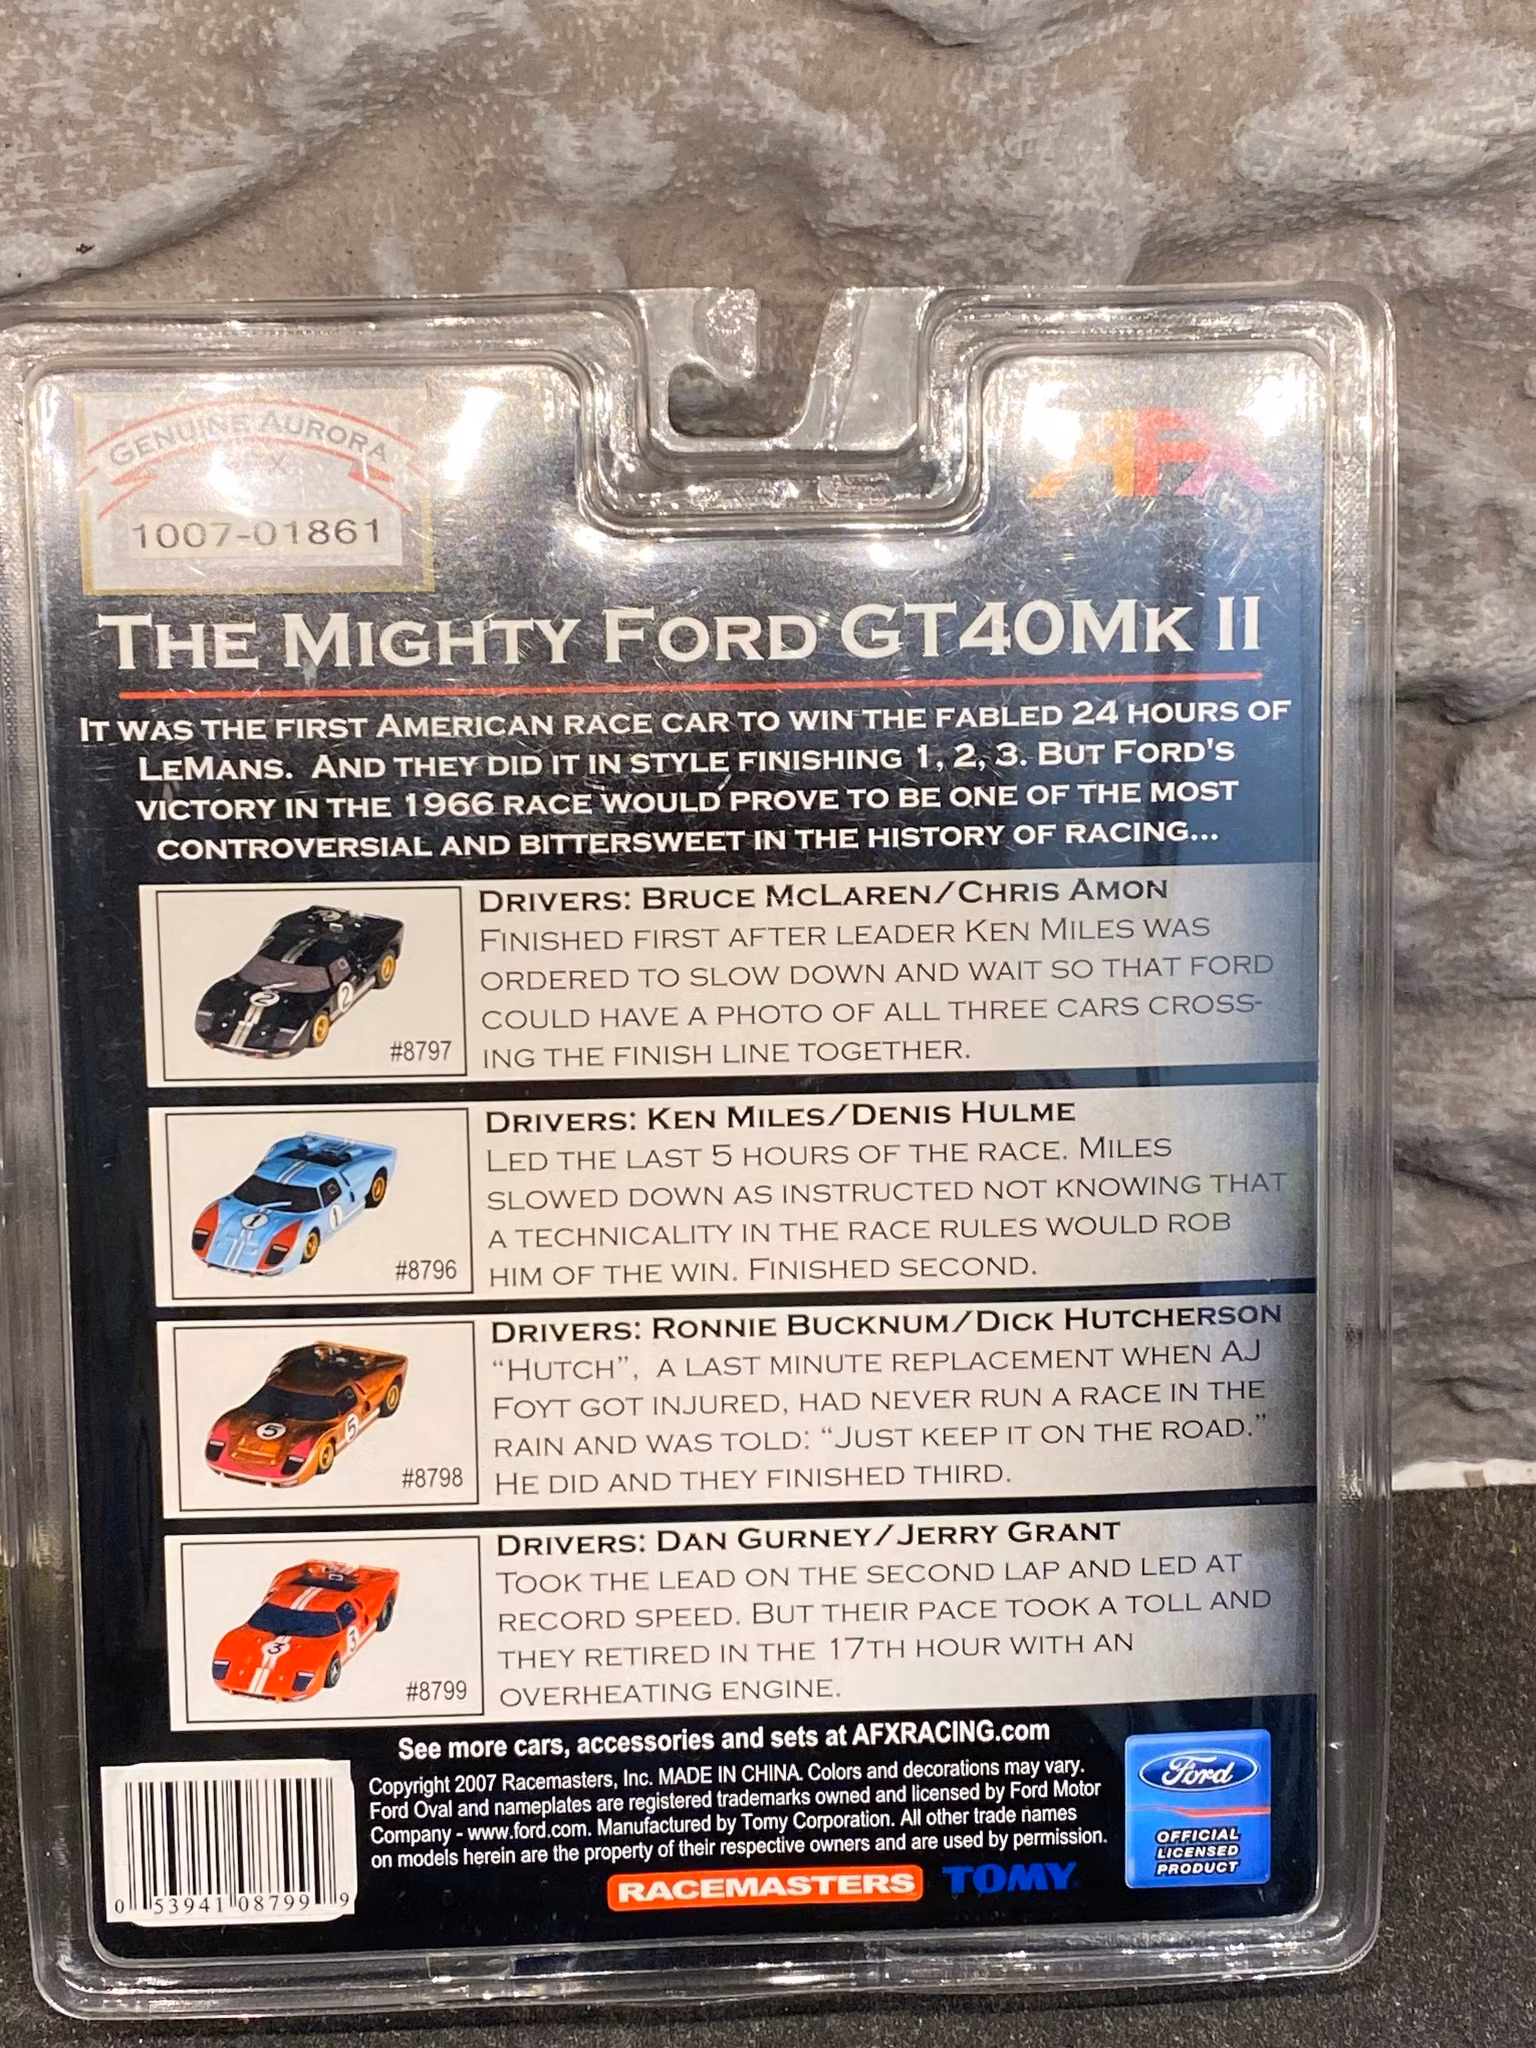 GENUINE AURORA
1007-01861
AFX
THE MIGHTY FORD GT40MK II
IT WAS THE FIRST AMERICAN RACE CAR TO WIN THE FABLED 24 HOURS OF
LEMANS. AND THEY DID IT IN STYLE FINISHING 1, 2, 3. BUT FORD'S
VICTORY IN THE 1966 RACE WOULD PROVE TO BE ONE OF THE MOST
CONTROVERSIAL AND BITTERSWEET IN THE HISTORY OF RACING...
DRIVERS: BRUCE MCLAREN/CHRIS AMON
FINISHED FIRST AFTER LEADER KEN MILES WAS
ORDERED TO SLOW DOWN AND WAIT SO THAT FORD
COULD HAVE A PHOTO OF ALL THREE CARS CROSS-
ING THE FINISH LINE TOGETHER.
2
2
#8797
DRIVERS: KEN MILES/DENIS HULME
LED THE LAST 5 HOURS OF THE RACE. MILES
SLOWED DOWN AS INSTRUCTED NOT KNOWING THAT
A TECHNICALITY IN THE RACE RULES WOULD ROB
HIM OF THE WIN. FINISHED SECOND.
1
1
#8796
DRIVERS: RONNIE BUCKNUM/DICK HUTCHERSON
“HUTCH”, A LAST MINUTE REPLACEMENT WHEN AJ
FOYT GOT INJURED, HAD NEVER RUN A RACE IN THE
RAIN AND WAS TOLD: “JUST KEEP IT ON THE ROAD.”
HE DID AND THEY FINISHED THIRD.
5
5
#8798
DRIVERS: DAN GURNEY/JERRY GRANT
TOOK THE LEAD ON THE SECOND LAP AND LED AT
RECORD SPEED. BUT THEIR PACE TOOK A TOLL AND
THEY RETIRED IN THE 17TH HOUR WITH AN
OVERHEATING ENGINE.
3
3
#8799
See more cars, accessories and sets at AFXRACING.com
Copyright 2007 Racemasters, Inc. MADE IN CHINA. Colors and decorations may vary.
Ford Oval and nameplates are registered trademarks owned and licensed by Ford Motor
Company - www.ford.com. Manufactured by Tomy Corporation. All other trade names
on models herein are the property of their respective owners and are used by permission.
RACEMASTERS TOMY
Ford
OFFICIAL
LICENSED
PRODUCT
0 53941 08799 9